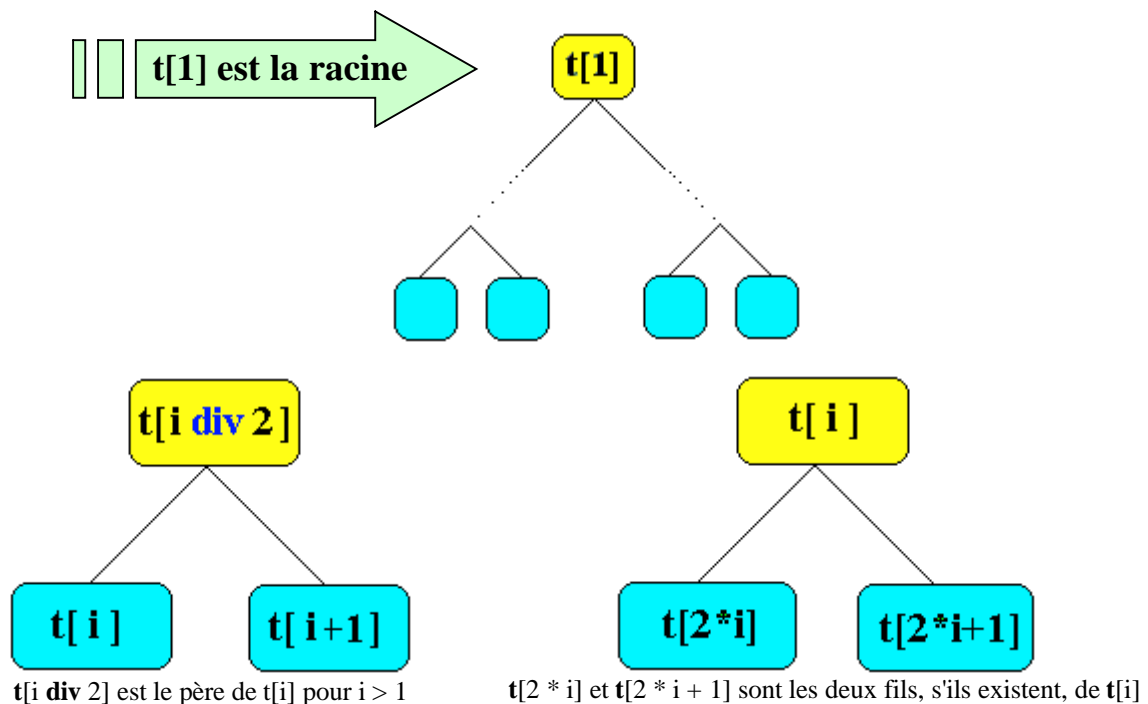 t[1] est la racine
t[1]
t[i div 2]
t[ i ]
t[ i ]
t[ i+1]
t[2*i]
t[2*i+1]
t[i div 2] est le père de t[i] pour i > 1
t[2 * i] et t[2 * i + 1] sont les deux fils, s'ils existent, de t[i]